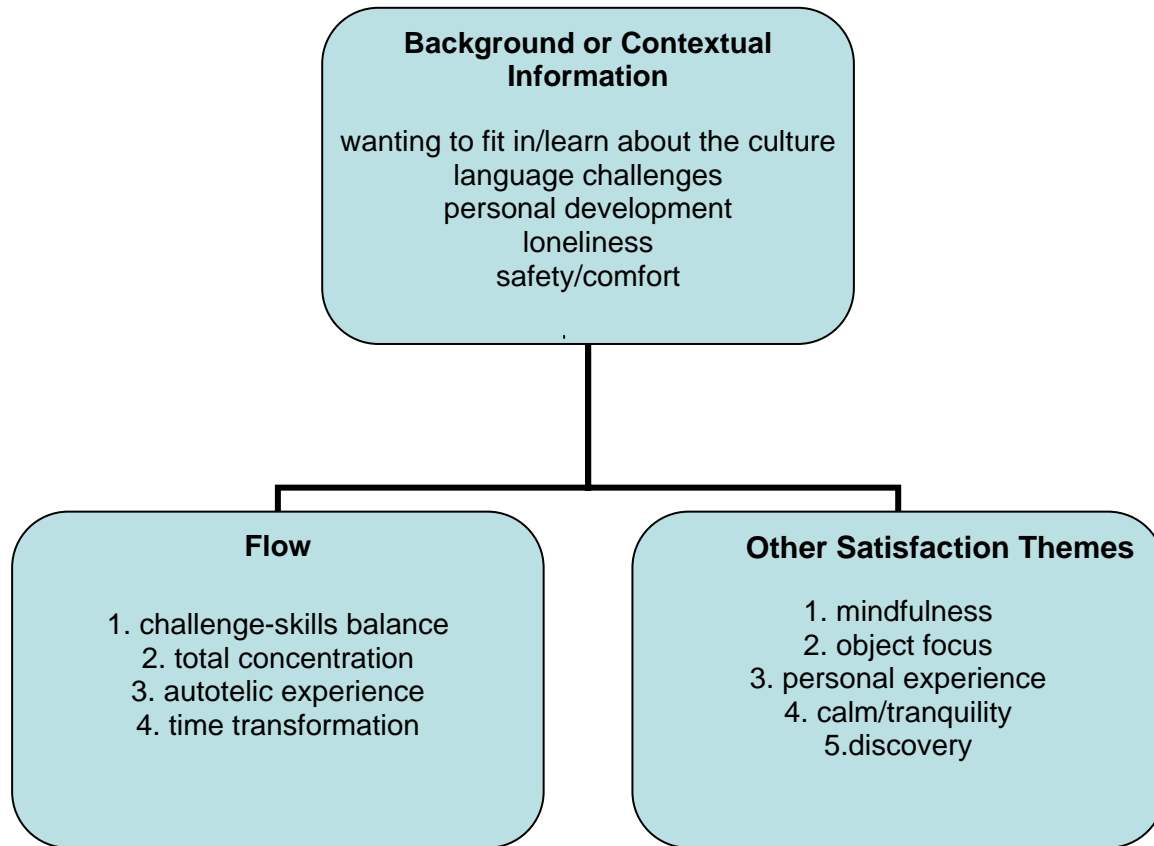 Background or Contextual
Information
wanting to fit in/learn about the culture
language challenges
personal development
loneliness
safety/comfort
Flow
1. challenge-skills balance
2. total concentration
3. autotelic experience
4. time transformation
Other Satisfaction Themes
1. mindfulness
2. object focus
3. personal experience
4. calm/tranquility
5.discovery